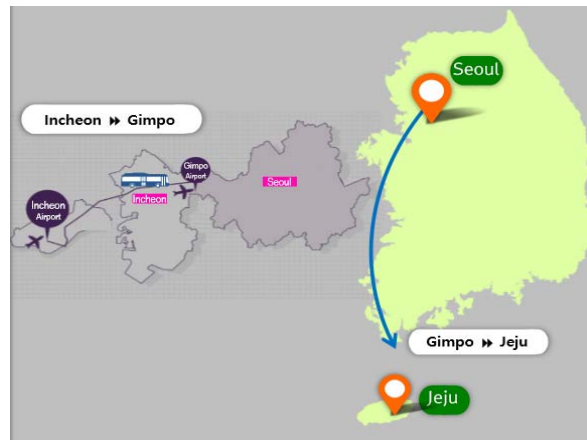 Seoul
Incheon ▸▸ Gimpo
Gimpo
Airport
Seoul
Incheon
Incheon
Airport
Gimpo ▸▸ Jeju
Jeju